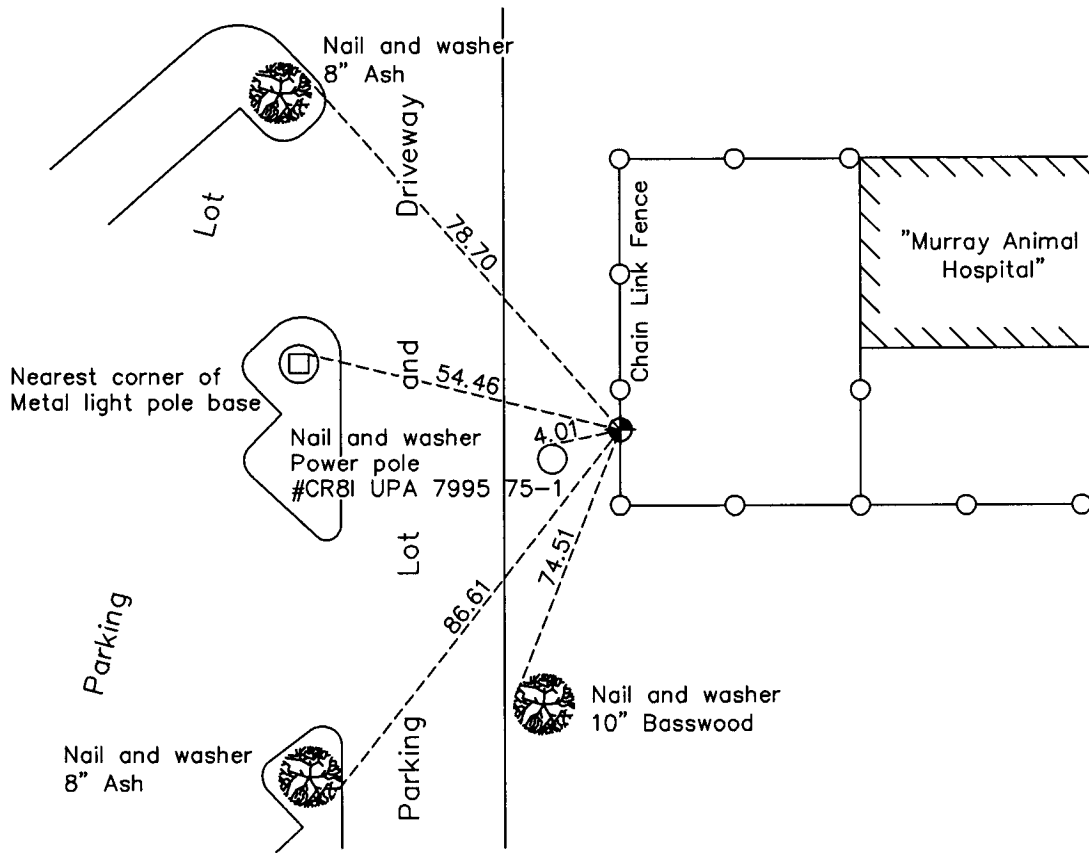 Nail and washer
8" Ash
Driveway
Lot
78.70
Chain Link Fence
"Murray Animal
Hospital"
and
54.46
Nearest corner of
Metal light pole base
4.01
Nail and washer
Power pole
#CR8I UPA 7995 75-1
Lot
74.51
86.61
Parking
Parking
Nail and washer
10" Basswood
Nail and washer
8" Ash